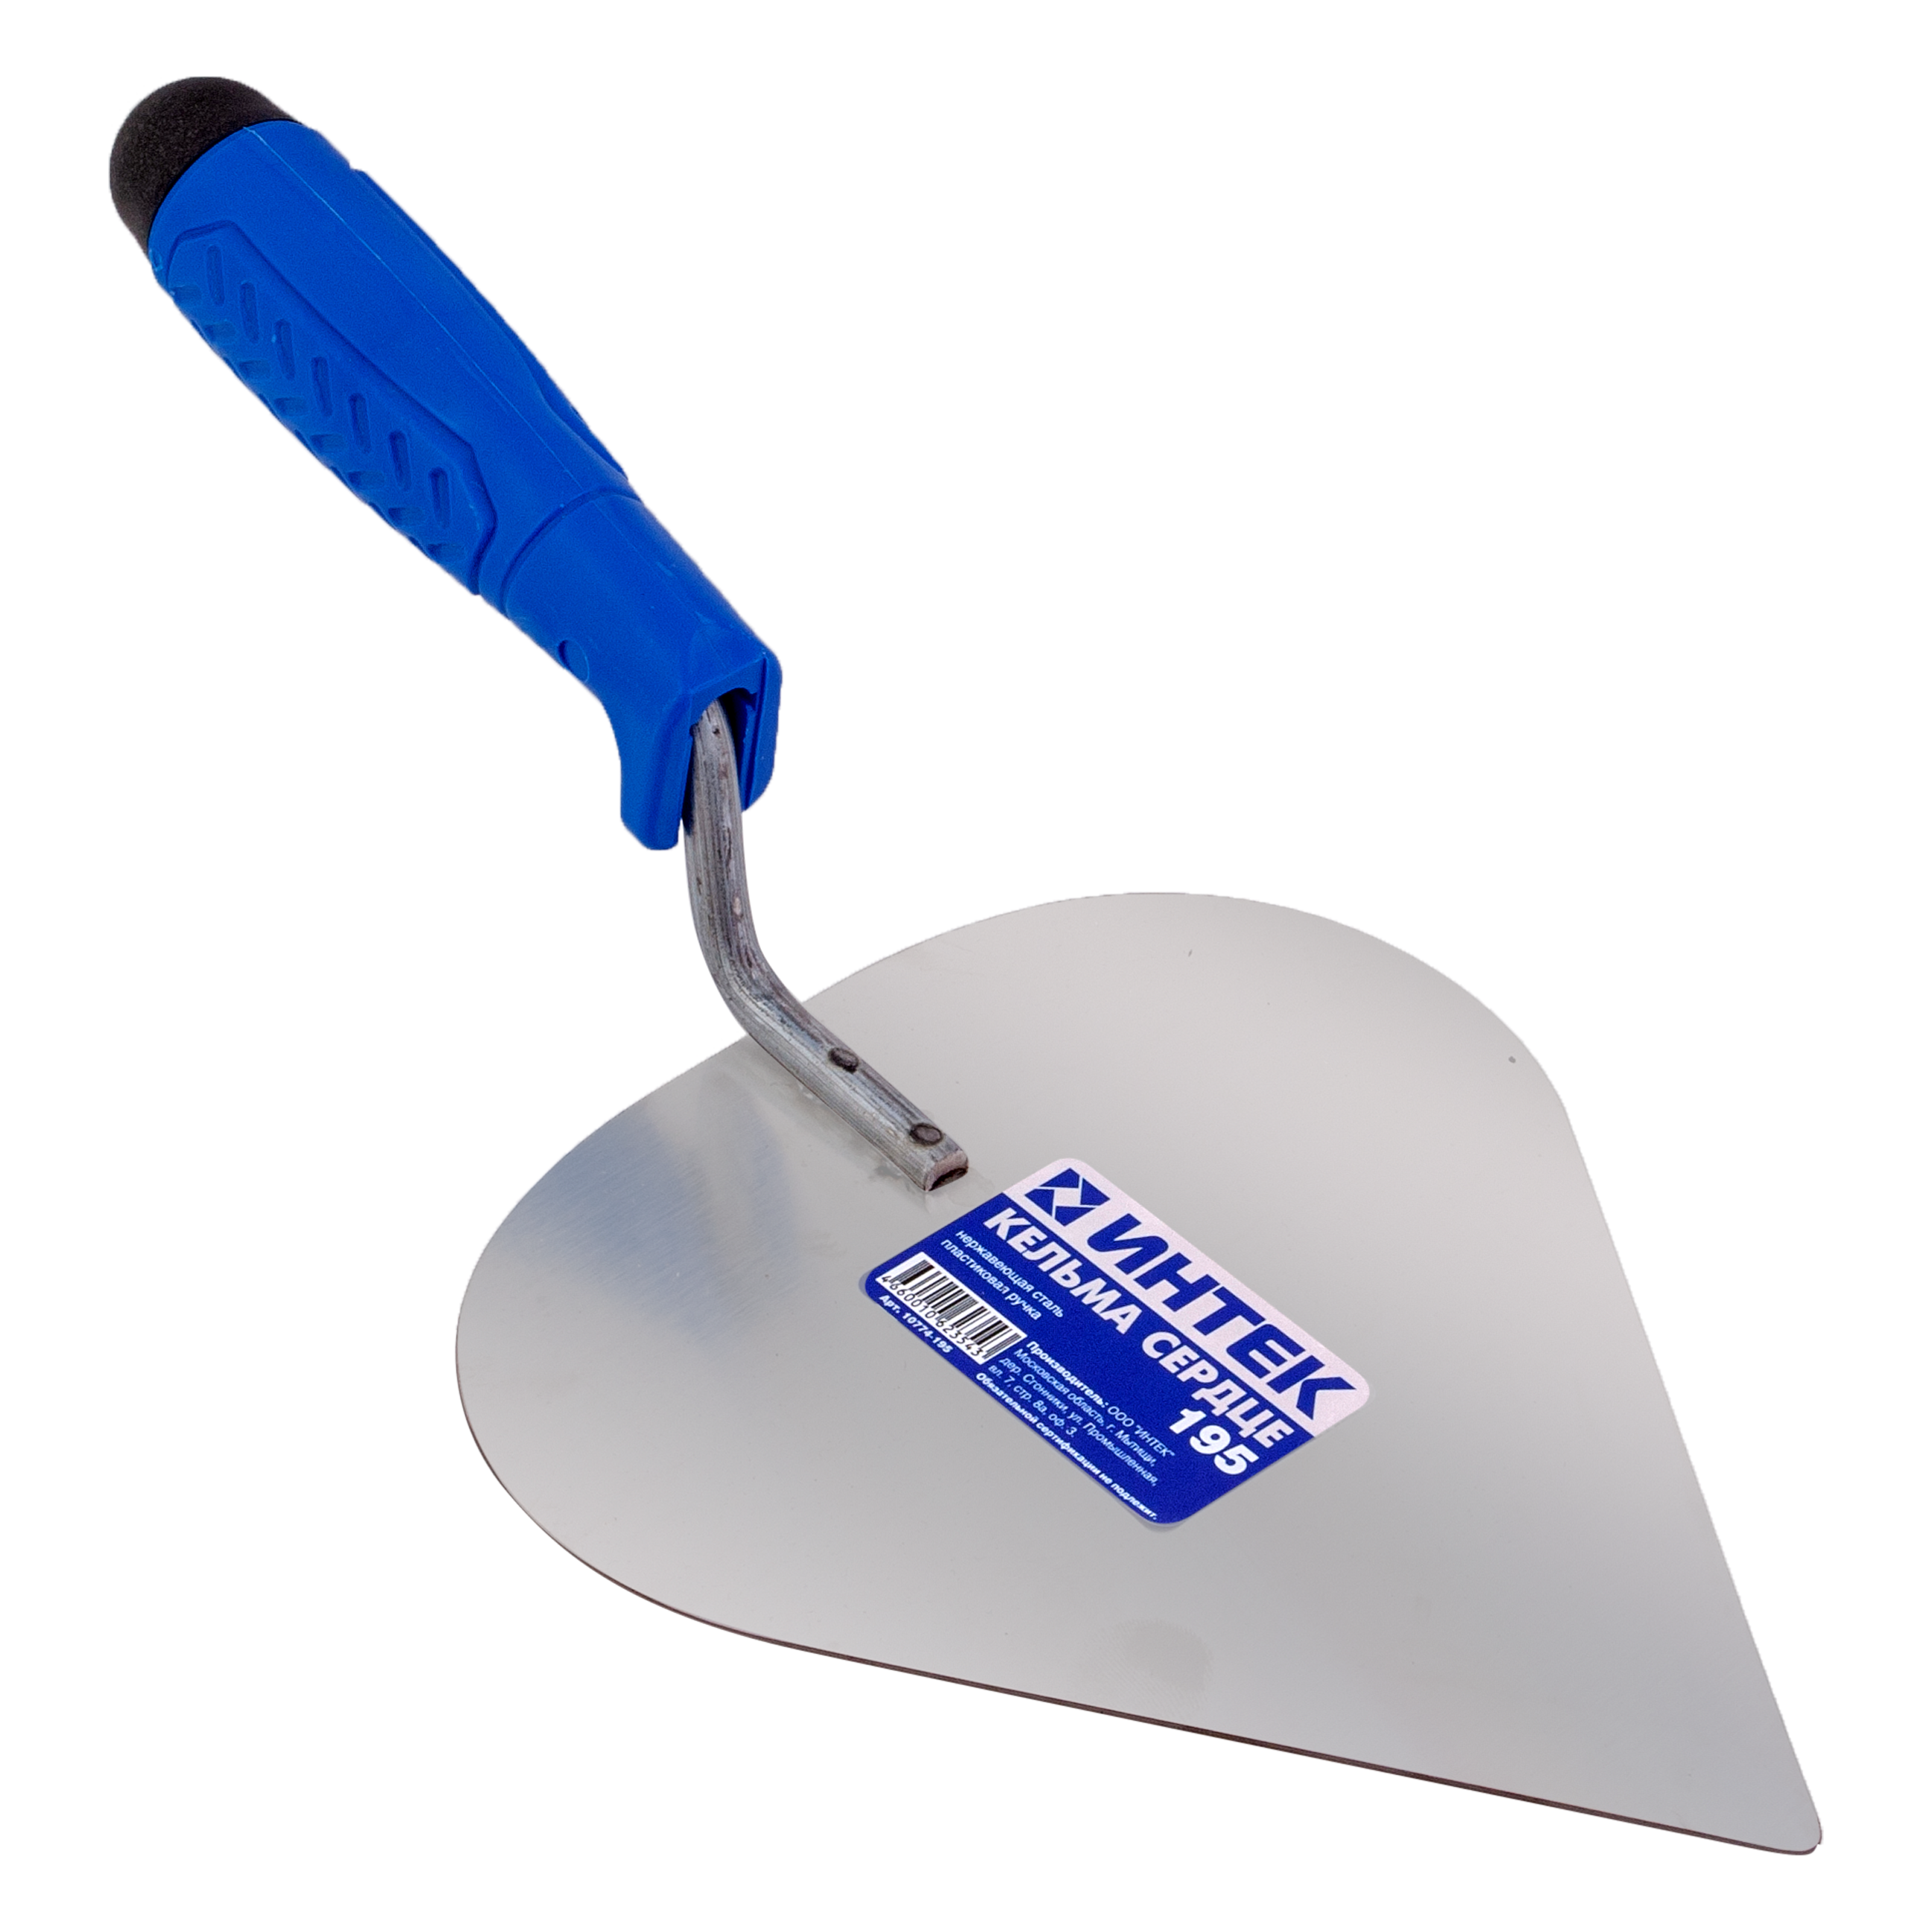 ИНТЕК
КЕЛЬМА СЕРДЦЕ
195
нержавеющая сталь
пластиковая ручка
4660010623543
Арт. 10774-195
Производитель: ООО "ИНТЕК"
Московская область, г. Мытищи,
дер. Сгонники, ул. Промышленная,
вл. 7, стр. 8а, оф. 3.
Обязательной сертификации не подлежит.